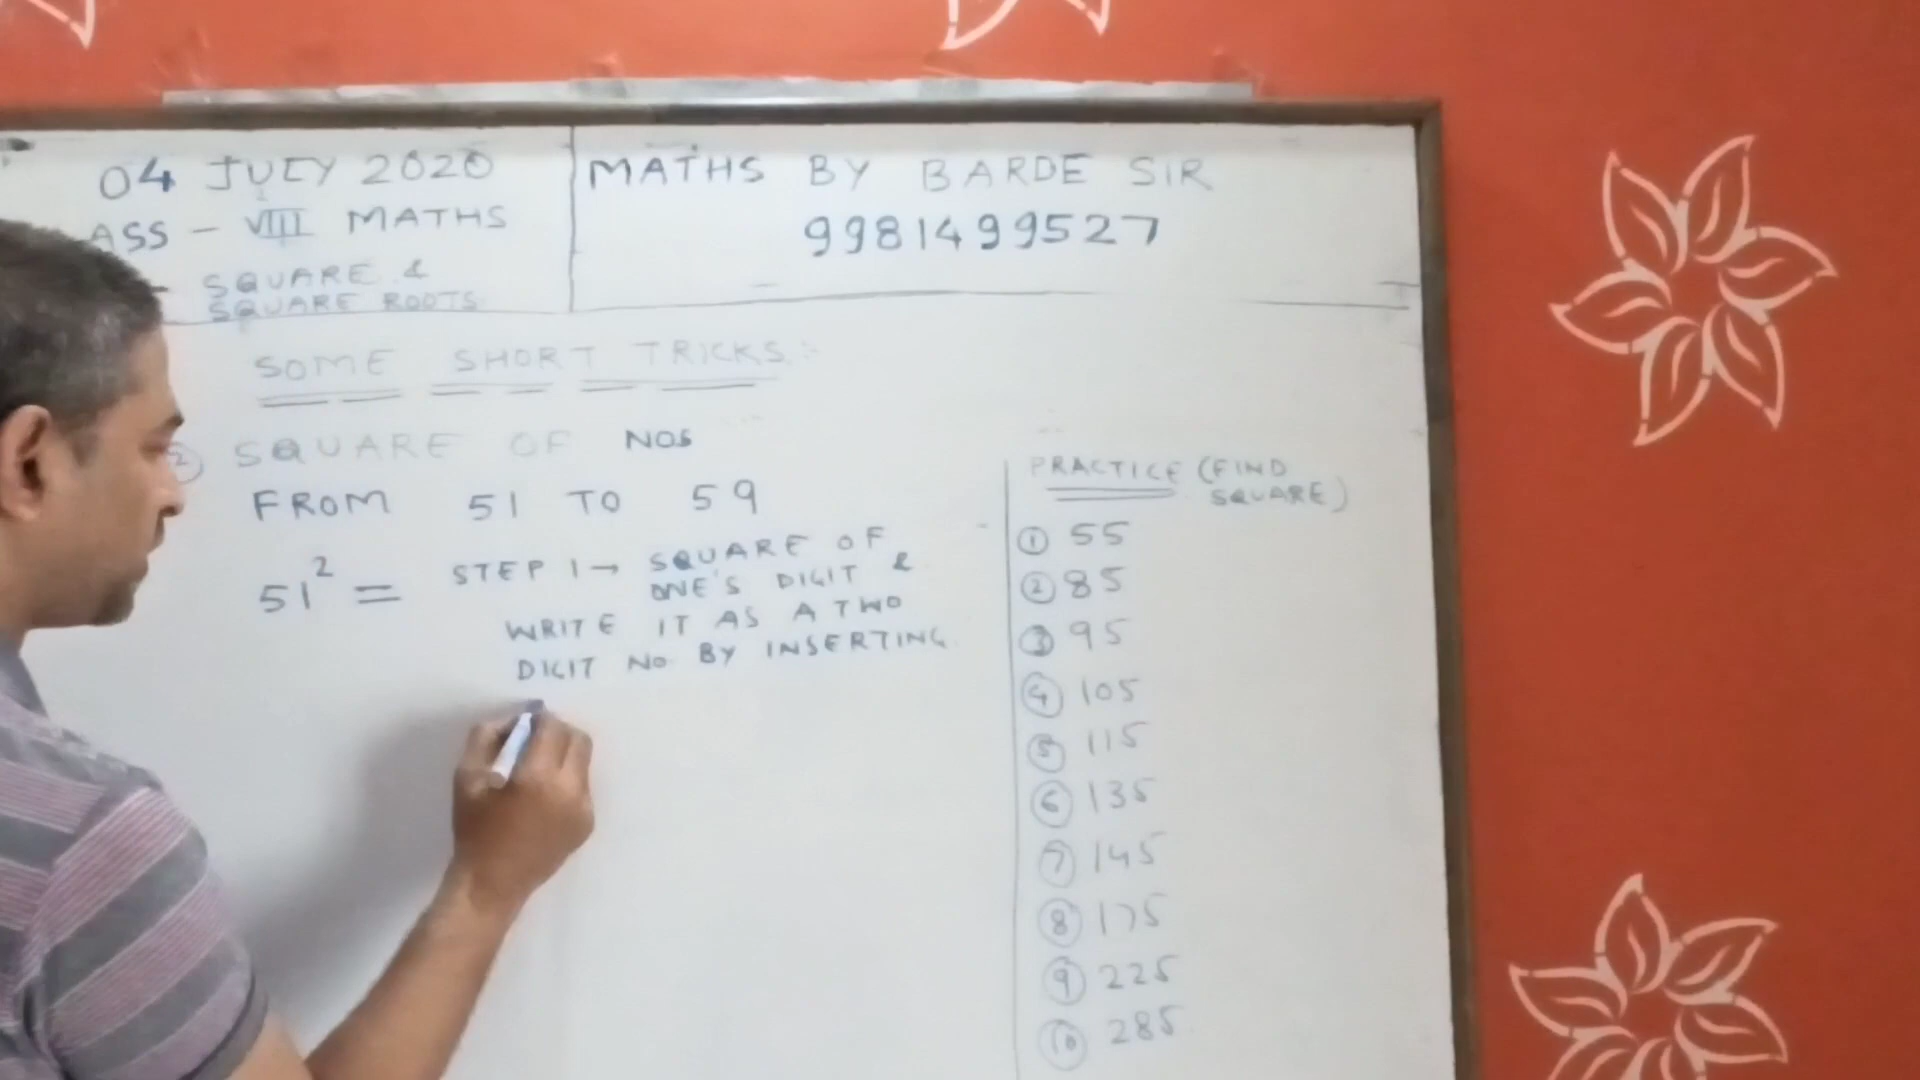 04 JULY 2020
ASS - VIII MATHS
SQUARE &
SQUARE ROOTS
MATHS BY BARDE SIR
9981499527
SOME SHORT TRICKS :-
② SQUARE OF NOS
FROM 51 TO 59
51² = STEP 1 → SQUARE OF
ONE'S DIGIT &
WRITE IT AS A TWO
DIGIT NO BY INSERTING
PRACTICE (FIND
SQUARE)
① 55
② 85
③ 95
④ 105
⑤ 115
⑥ 135
⑦ 145
⑧ 175
⑨ 225
⑩ 285